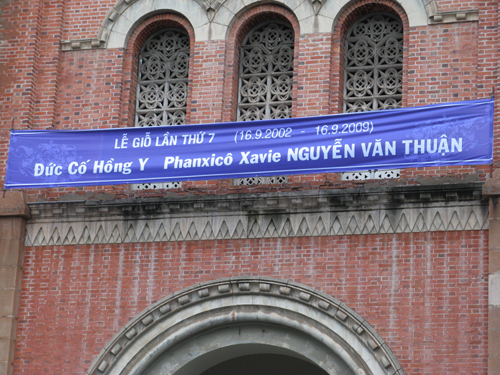 LỄ GIỖ LẦN THỨ 7 (16.9.2002 - 16.9.2009)
Đức Cố Hồng Y Phanxicô Xavie NGUYỄN VĂN THUẬN